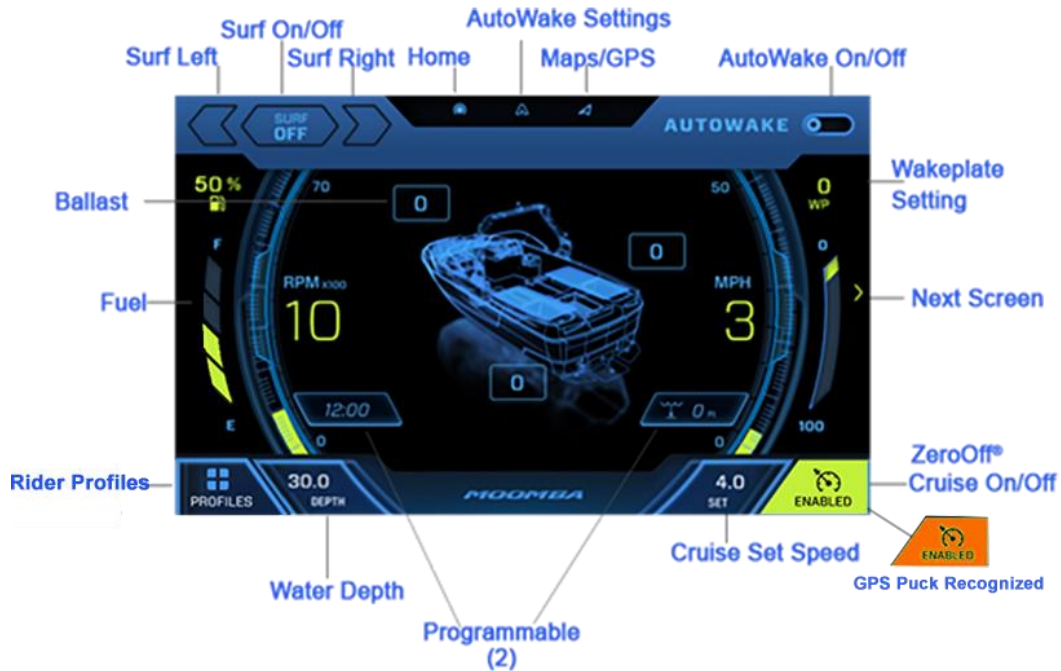 AutoWake Settings
Surf On/Off
Surf Left
Surf Right
Home
Maps/GPS
AutoWake On/Off
SURF
OFF
AUTOWAKE
50 %
70
50
0
WP
Wakeplate
Setting
Ballast
0
F
0
0
RPM x100
10
MPH
3
Fuel
Next Screen
0
12:00
0 Ft
E
0
0
100
ZeroOff®
Cruise On/Off
Rider Profiles
PROFILES
30.0
DEPTH
MOOMBA
4.0
SET
ENABLED
ENABLED
Cruise Set Speed
GPS Puck Recognized
Water Depth
Programmable
(2)